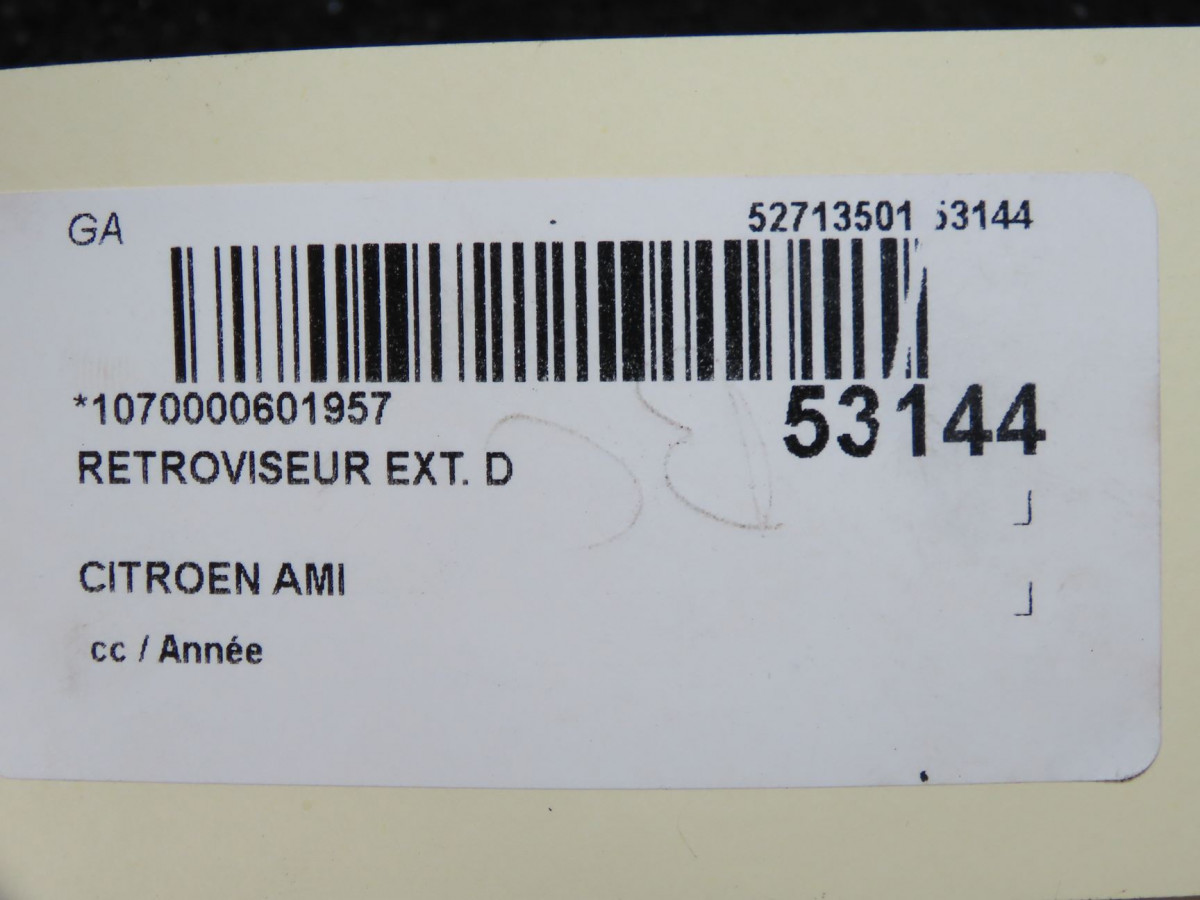 GA 52713501 53144
*1070000601957
53144
RETROVISEUR EXT. D
CITROEN AMI
cc / Année